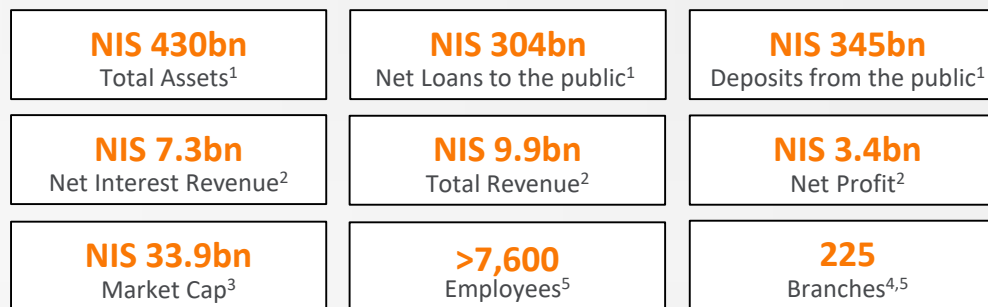 NIS 430bn
Total Assets¹
NIS 304bn
Net Loans to the public¹
NIS 345bn
Deposits from the public¹
NIS 7.3bn
Net Interest Revenue²
NIS 9.9bn
Total Revenue²
NIS 3.4bn
Net Profit²
NIS 33.9bn
Market Cap³
>7,600
Employees⁵
225
Branches⁴,⁵